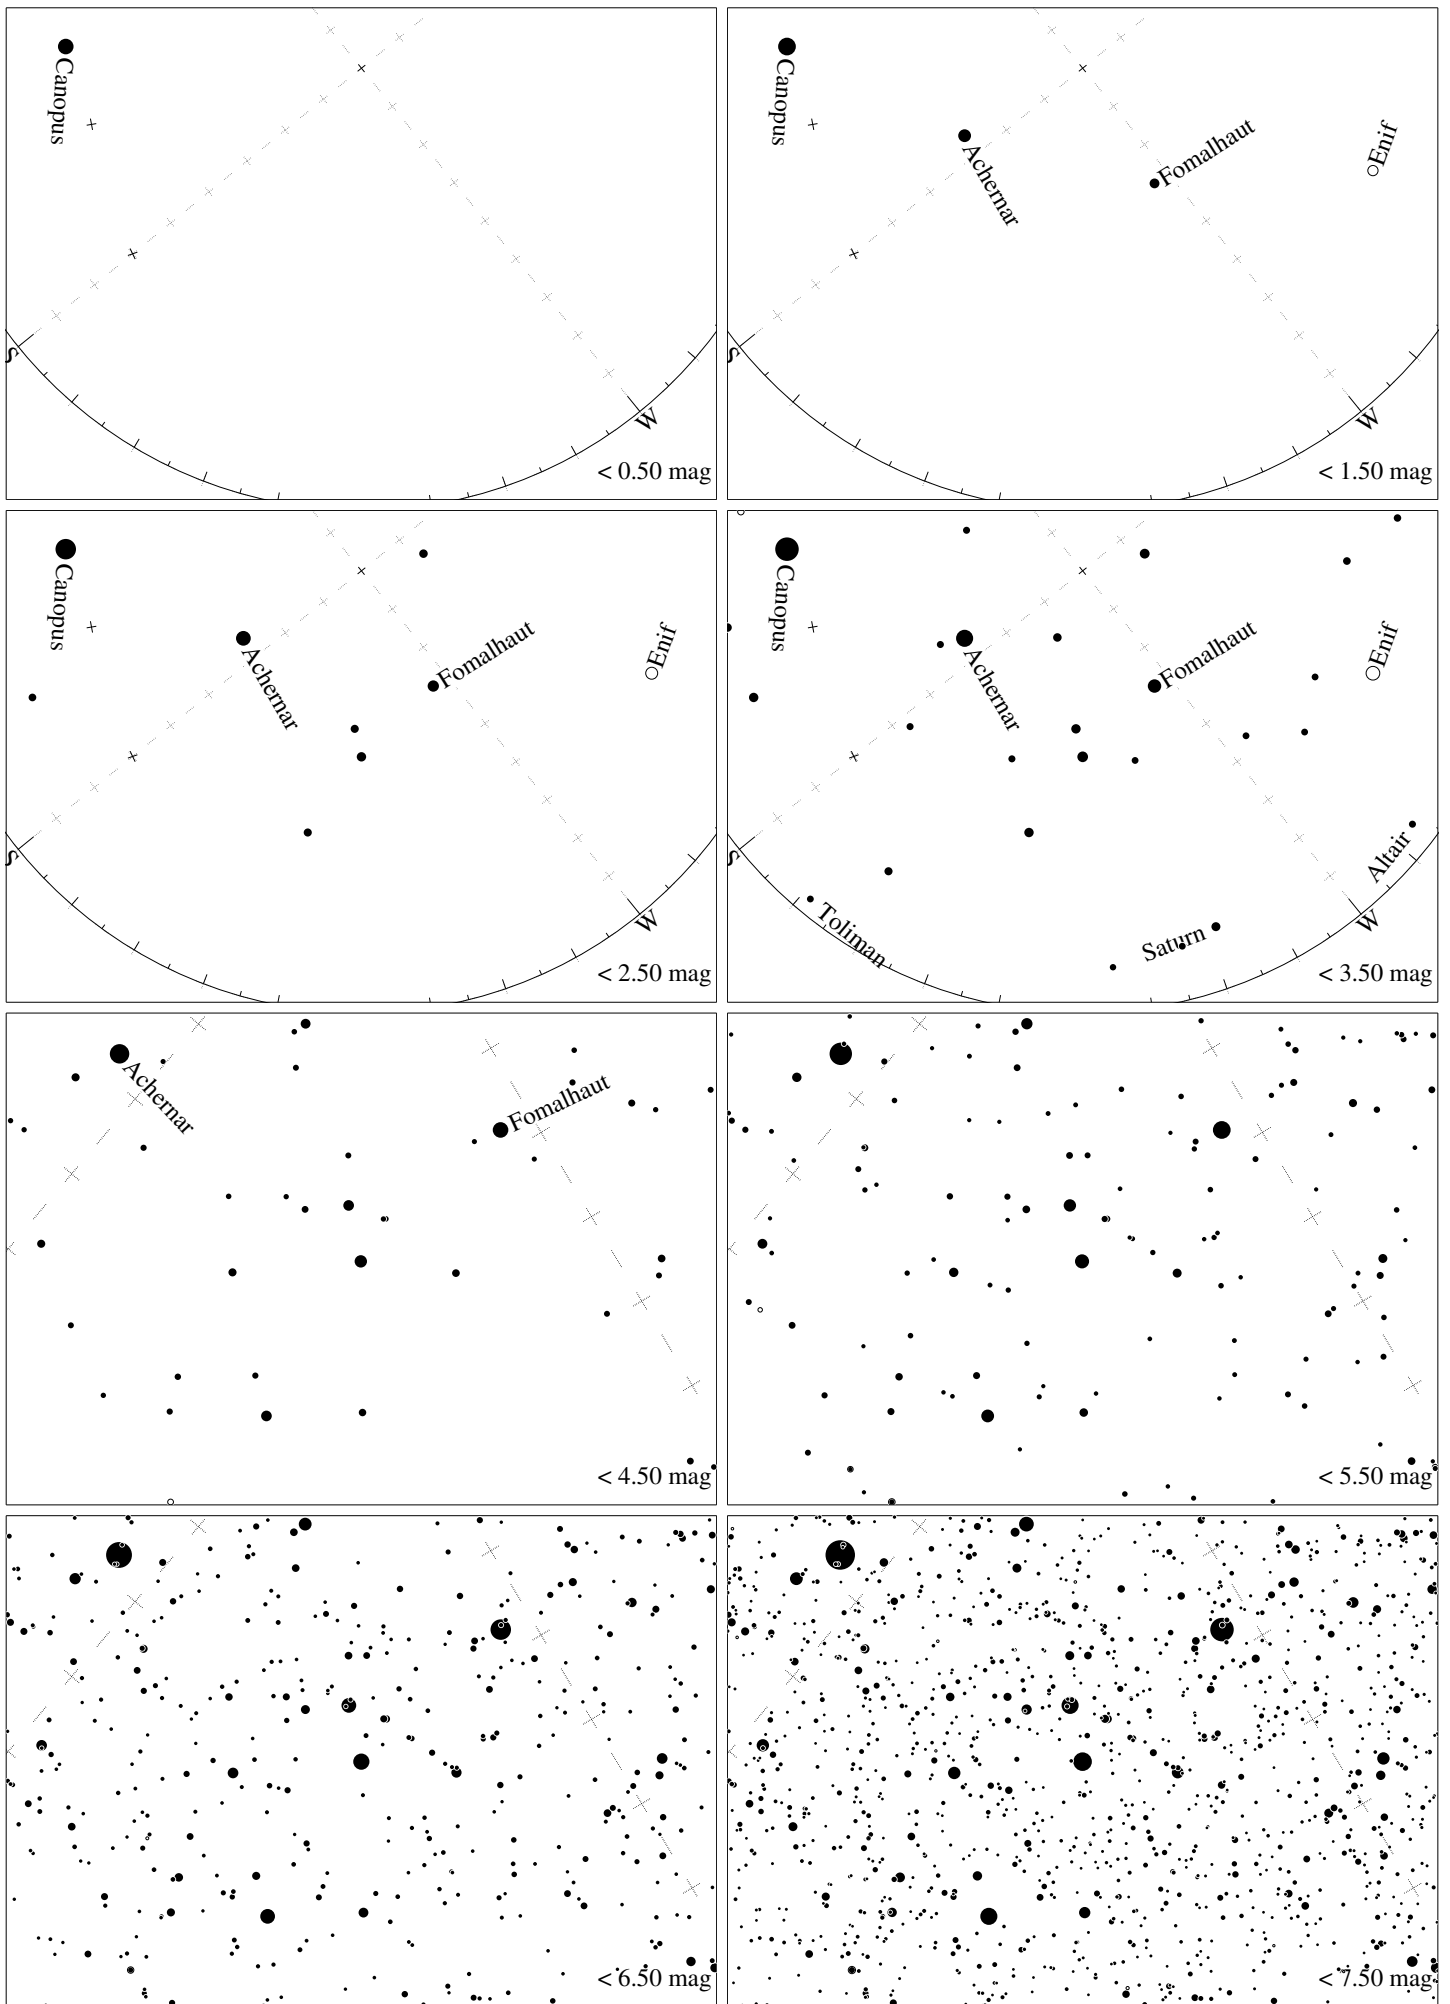 Canopus
S
W
< 0.50 mag
Canopus
Achernar
Fomalhaut
Enif
S
W
< 1.50 mag
Canopus
Achernar
Fomalhaut
Enif
S
W
< 2.50 mag
Canopus
Achernar
Fomalhaut
Enif
Altair
S
Toliman
Saturn
W
< 3.50 mag
Achernar
Fomalhaut
< 4.50 mag
< 5.50 mag
< 6.50 mag
< 7.50 mag